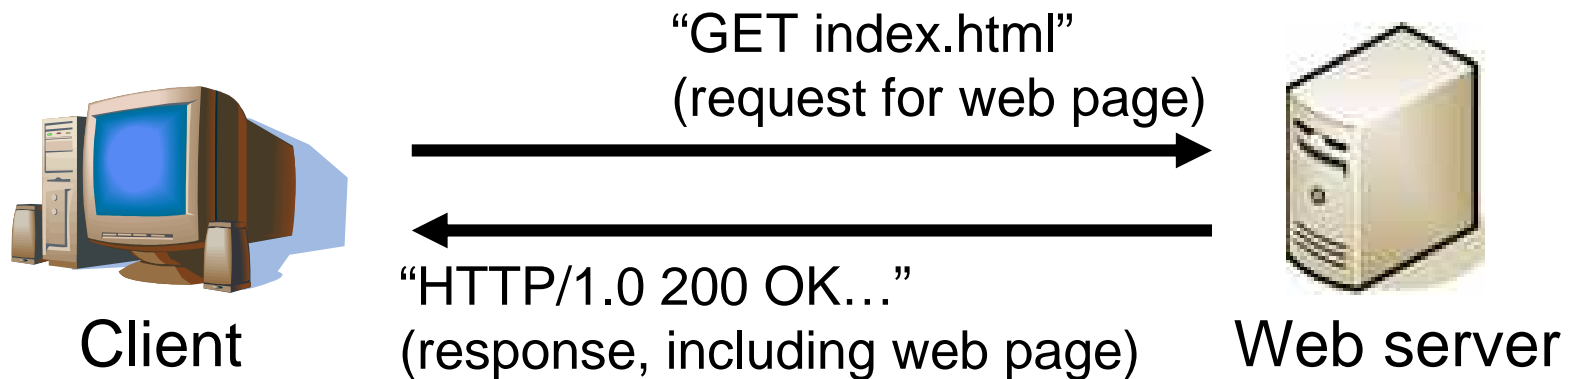 “GET index.html”
(request for web page)
“HTTP/1.0 200 OK…”
(response, including web page)
Client
Web server